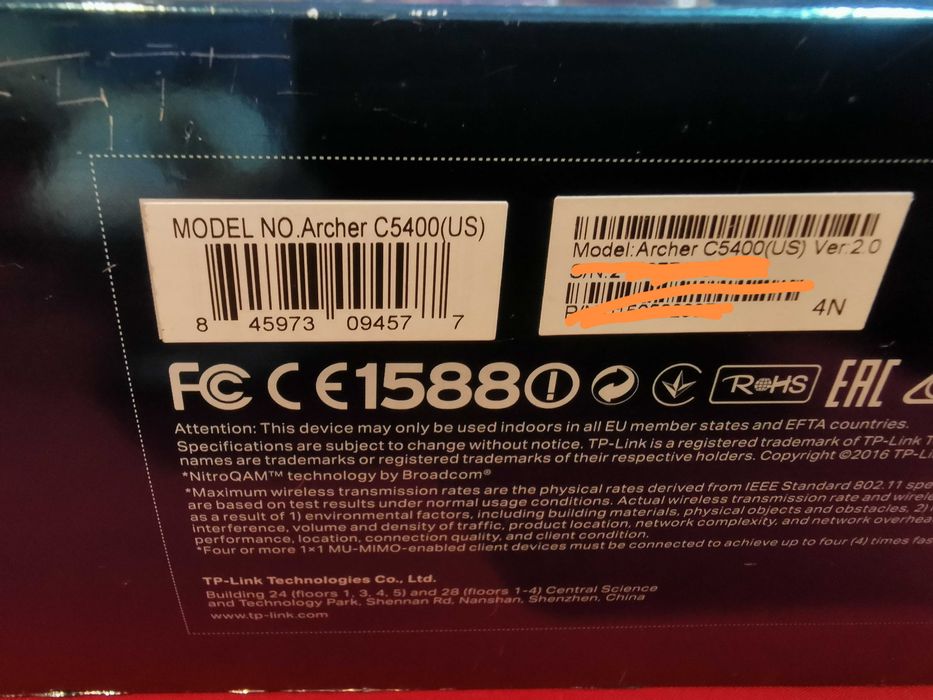 MODEL NO.Archer C5400(US)
8 45973 09457 7
Model:Archer C5400(US) Ver:2.0
S/N:2
4N
FC CE1588
RoHS
EAC
Attention: This device may only be used indoors in all EU member states and EFTA countries.
Specifications are subject to change without notice. TP-Link is a registered trademark of TP-Link
names are trademarks or registered trademarks of their respective holders. Copyright ©2016 TP-Li
*NitroQAM™ technology by Broadcom®
*Maximum wireless transmission rates are the physical rates derived from IEEE Standard 802.11 spe
are based on test results under normal usage conditions. Actual wireless transmission rate and wirele
as a result of 1) environmental factors, including building materials, physical objects and obstacles, 2)
interference, volume and density of traffic, product location, network complexity, and network overhea
performance, location, connection quality, and client condition.
*Four or more 1×1 MU-MIMO-enabled client devices must be connected to achieve up to four (4) times fas
TP-Link Technologies Co., Ltd.
Building 24 (floors 1, 3, 4, 5) and 28 (floors 1-4) Central Science
and Technology Park, Shennan Rd, Nanshan, Shenzhen, China
www.tp-link.com